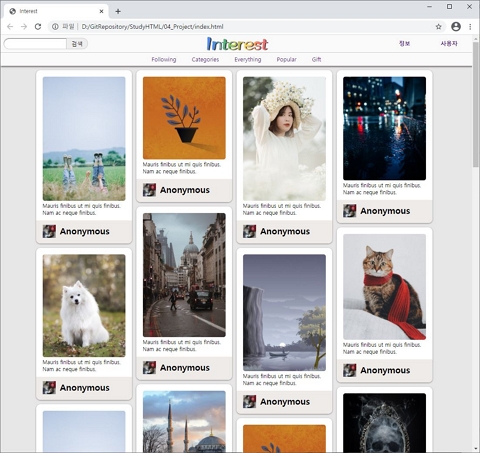 Interest
파일 D:/GitRepository/StudyHTML/04_Project/index.html
검색
Interest
정보 사용자
Following Categories Everything Popular Gift
Mauris finibus ut mi quis finibus.
Nam ac neque finibus.
Anonymous
Mauris finibus ut mi quis finibus.
Nam ac neque finibus.
Anonymous
Mauris finibus ut mi quis finibus.
Nam ac neque finibus.
Anonymous
Mauris finibus ut mi quis finibus.
Nam ac neque finibus.
Anonymous
Mauris finibus ut mi quis finibus.
Nam ac neque finibus.
Anonymous
Mauris finibus ut mi quis finibus.
Nam ac neque finibus.
Anonymous
Mauris finibus ut mi quis finibus.
Nam ac neque finibus.
Anonymous
Mauris finibus ut mi quis finibus.
Nam ac neque finibus.
Anonymous